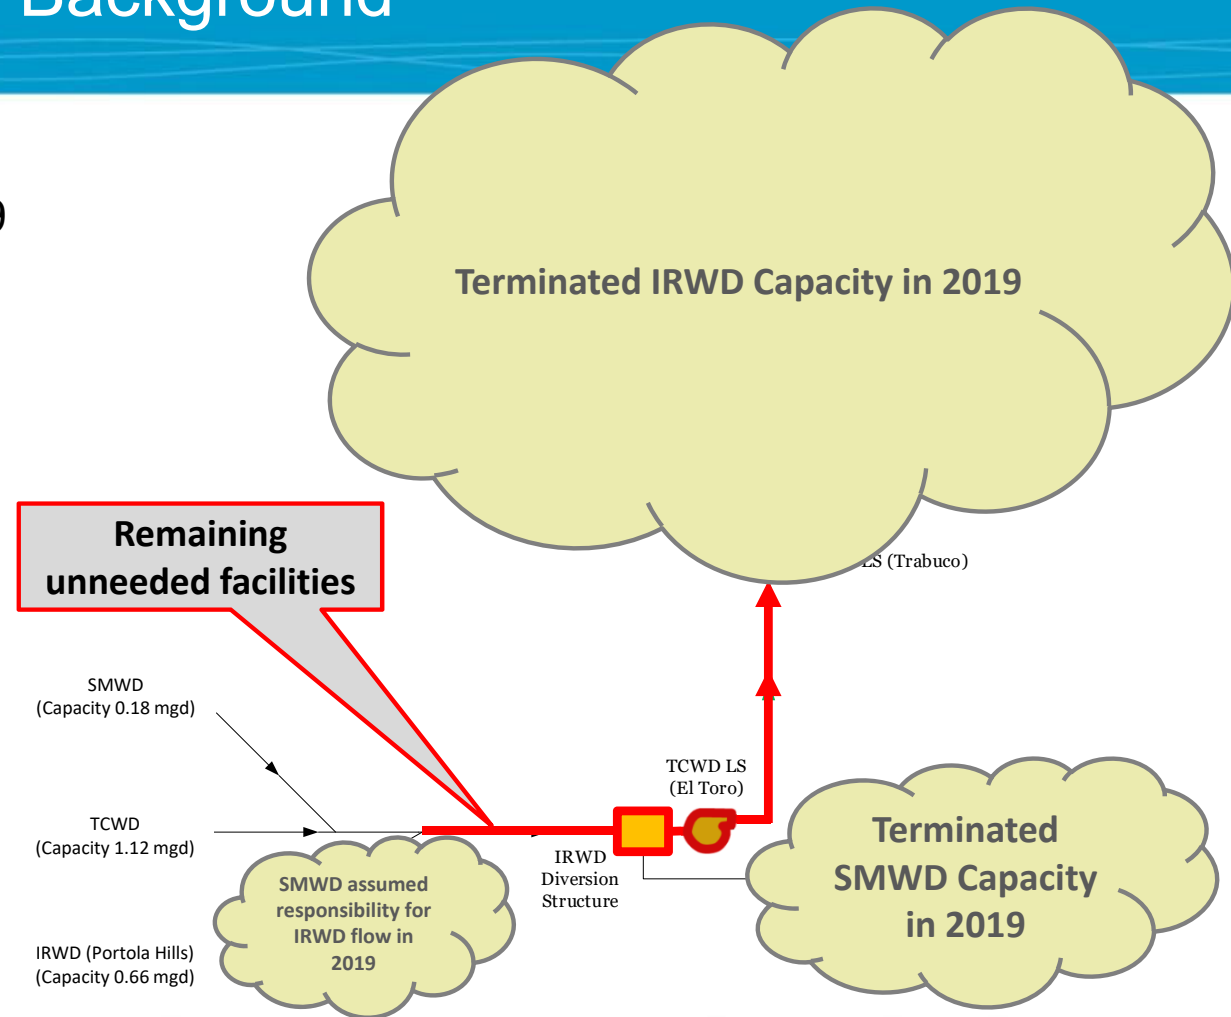 Background
9
Terminated IRWD Capacity in 2019
LS (Trabuco)
Remaining
unneeded facilities
SMWD
(Capacity 0.18 mgd)
TCWD LS
(El Toro)
TCWD
(Capacity 1.12 mgd)
IRWD
Diversion
Structure
Terminated
SMWD Capacity
in 2019
SMWD assumed
responsibility for
IRWD flow in
2019
IRWD (Portola Hills)
(Capacity 0.66 mgd)